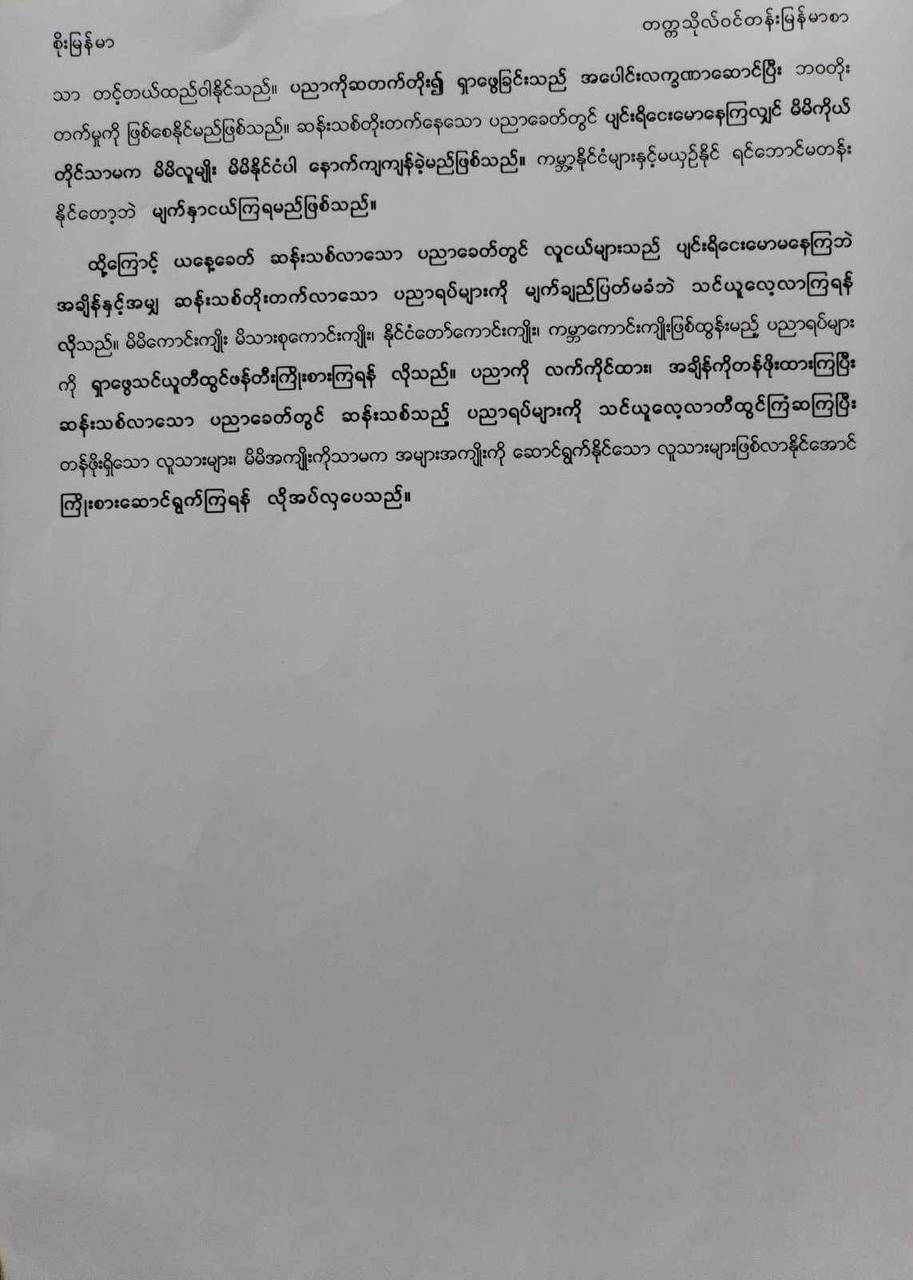 စိုးမြန်မာ
တက္ကသိုလ်ဝင်တန်းမြန်မာစာ
သာ တင့်တယ်ထည်ဝါနိုင်သည်။ ပညာကိုဆတက်တိုး၍ ရှာဖွေခြင်းသည် အပေါင်းလက္ခဏာဆောင်ပြီး ဘဝတိုး
တက်မှုကို ဖြစ်စေနိုင်မည်ဖြစ်သည်။ ဆန်းသစ်တိုးတက်နေသော ပညာခေတ်တွင် ပျင်းရိငေးမောနေကြလျှင် မိမိကိုယ်
တိုင်သာမက မိမိလူမျိုး မိမိနိုင်ငံပါ နောက်ကျကျန်ခဲ့မည်ဖြစ်သည်။ ကမ္ဘာ့နိုင်ငံများနှင့်မယှဉ်နိုင် ရင်ဘောင်မတန်း
နိုင်တော့ဘဲ မျက်နှာငယ်ကြရမည်ဖြစ်သည်။
ထို့ကြောင့် ယနေ့ခေတ် ဆန်းသစ်လာသော ပညာခေတ်တွင် လူငယ်များသည် ပျင်းရိငေးမောမနေကြဘဲ
အချိန်နှင့်အမျှ ဆန်းသစ်တိုးတက်လာသော ပညာရပ်များကို မျက်ချည်ပြတ်မခံဘဲ သင်ယူလေ့လာကြရန်
လိုသည်။ မိမိကောင်းကျိုး မိသားစုကောင်းကျိုး၊ နိုင်ငံတော်ကောင်းကျိုး၊ ကမ္ဘာကောင်းကျိုးဖြစ်ထွန်းမည့် ပညာရပ်များ
ကို ရှာဖွေသင်ယူတီထွင်ဖန်တီးကြိုးစားကြရန် လိုသည်။ ပညာကို လက်ကိုင်ထား၊ အချိန်ကိုတန်ဖိုးထားကြပြီး
ဆန်းသစ်လာသော ပညာခေတ်တွင် ဆန်းသစ်သည့် ပညာရပ်များကို သင်ယူလေ့လာတီထွင်ကြံဆကြပြီး
တန်ဖိုးရှိသော လူသားများ၊ မိမိအကျိုးကိုသာမက အများအကျိုးကို ဆောင်ရွက်နိုင်သော လူသားများဖြစ်လာနိုင်အောင်
ကြိုးစားဆောင်ရွက်ကြရန် လိုအပ်လှပေသည်။